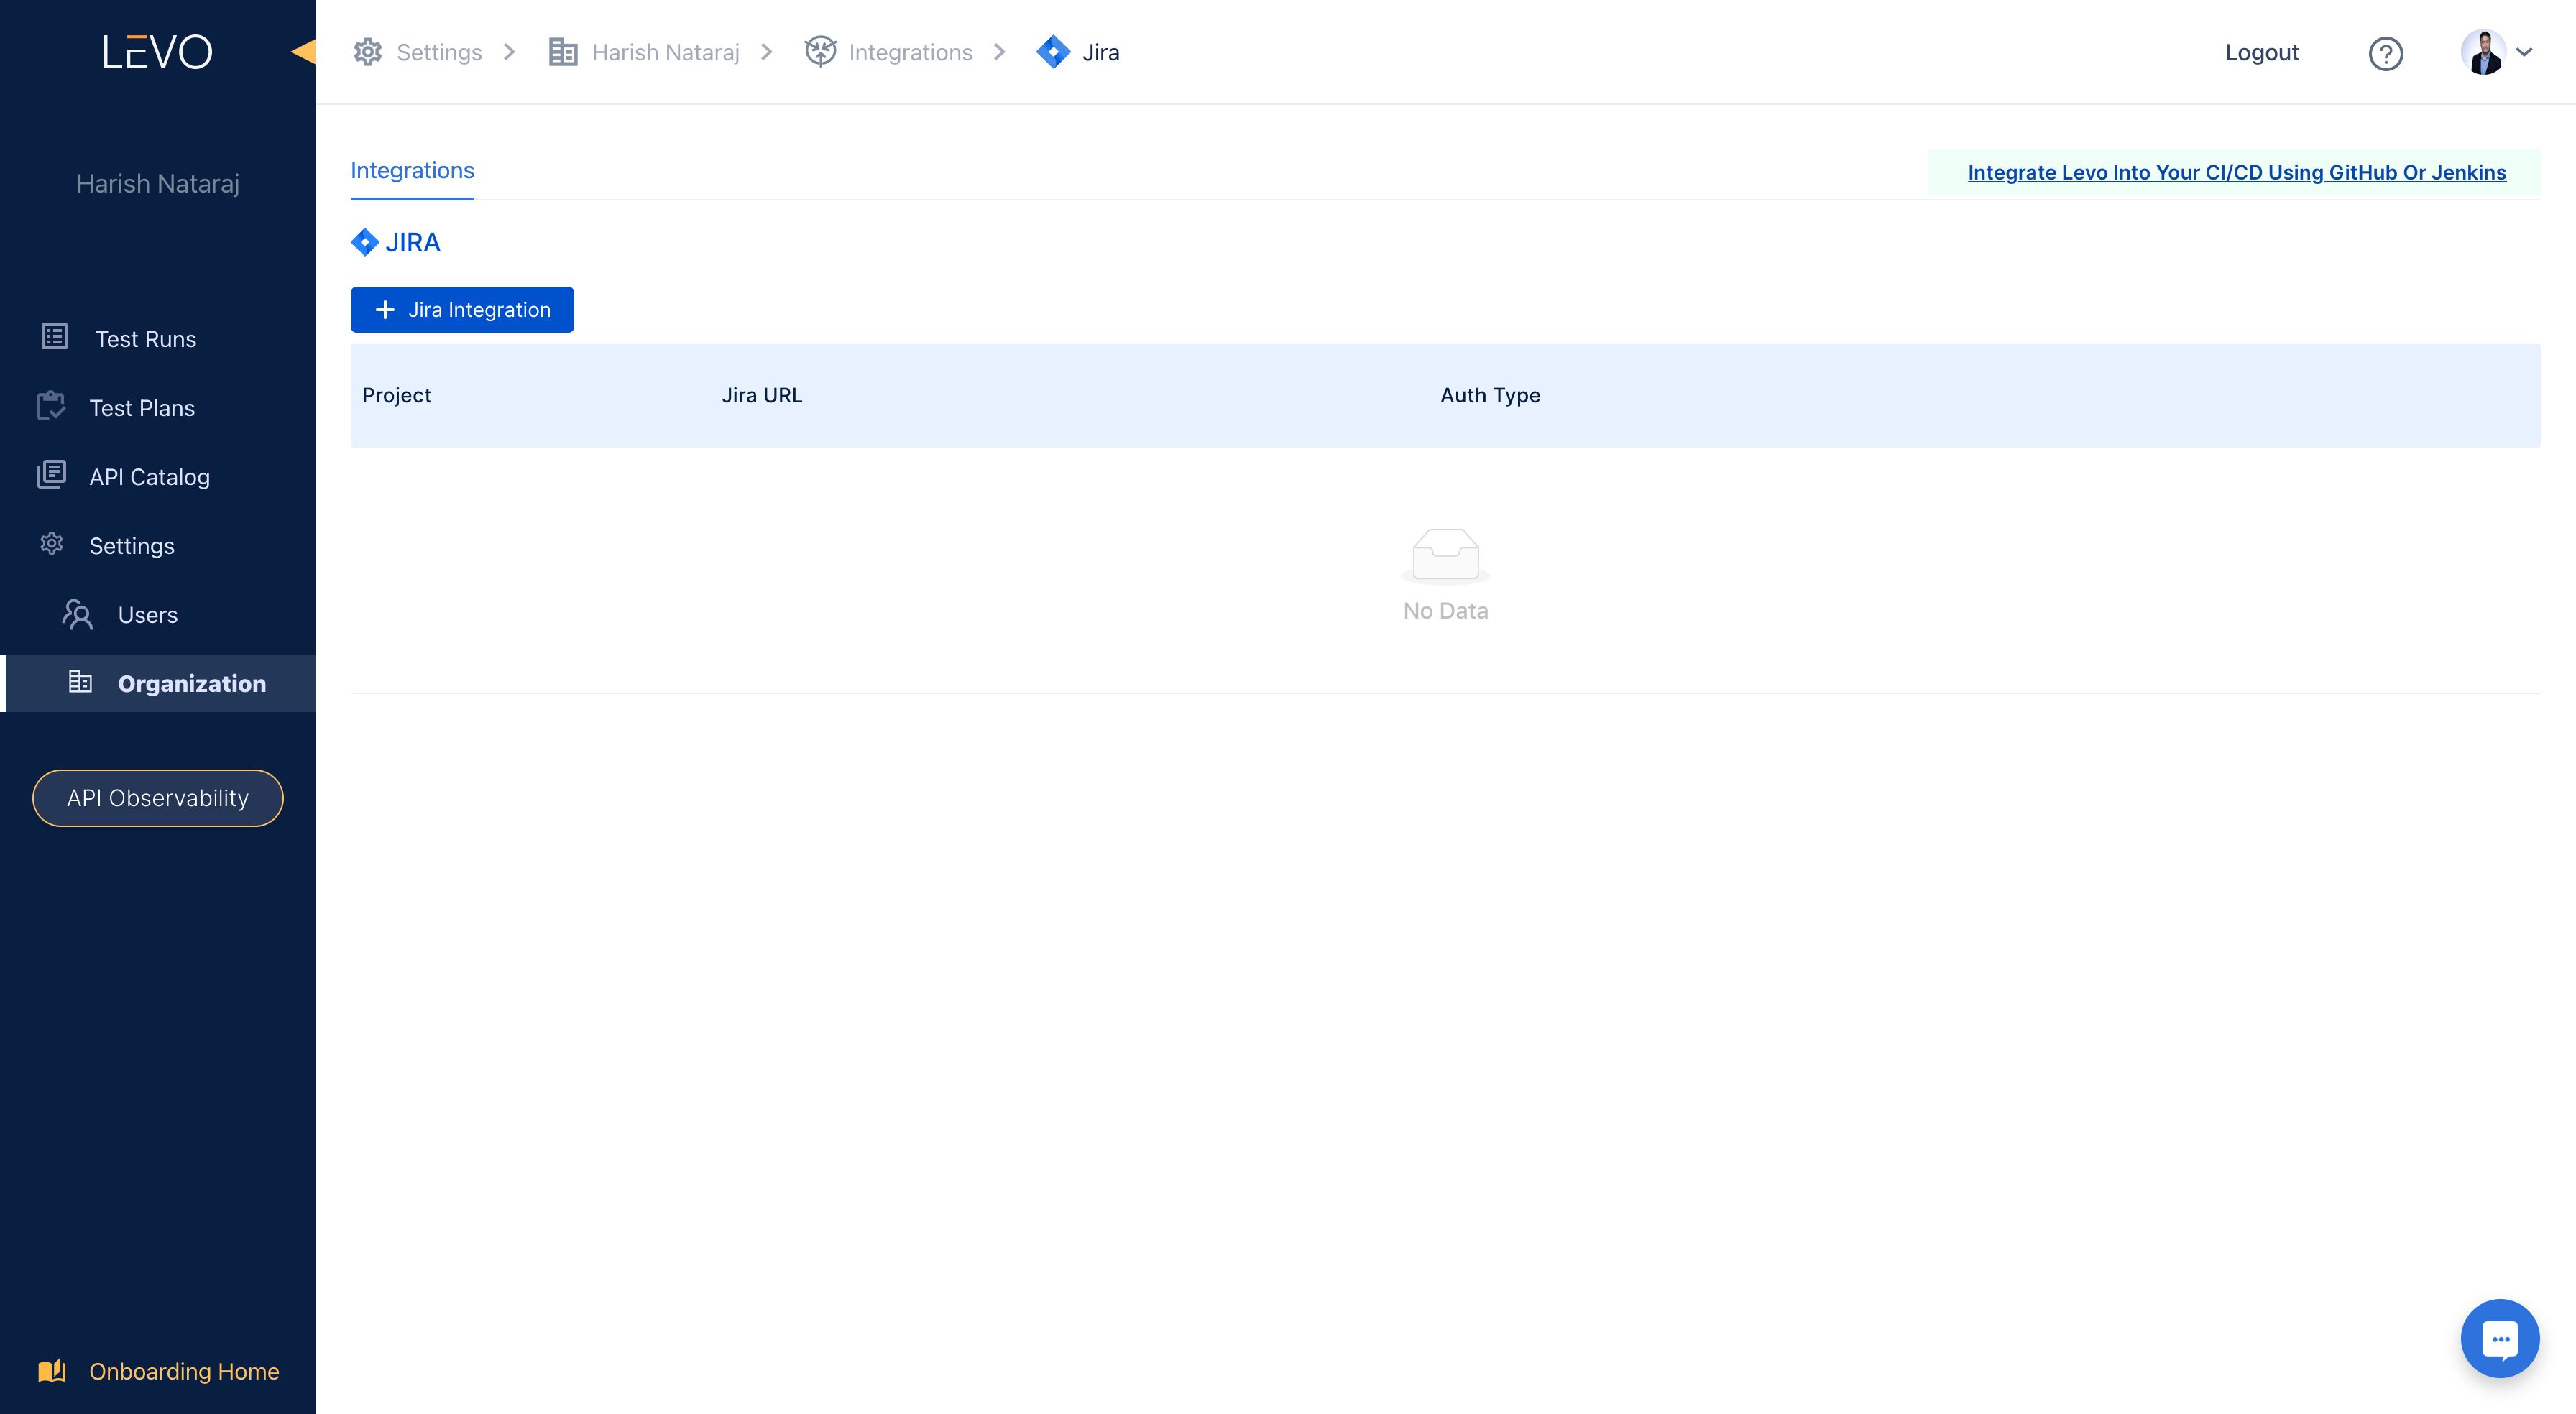 LEVO
Settings
Harish Nataraj
Integrations
Jira
Logout
Harish Nataraj
Test Runs
Test Plans
API Catalog
Settings
Users
Organization
API Observability
Onboarding Home
Integrations
Integrate Levo Into Your CI/CD Using GitHub Or Jenkins
JIRA
Jira Integration
Project
Jira URL
Auth Type
No Data